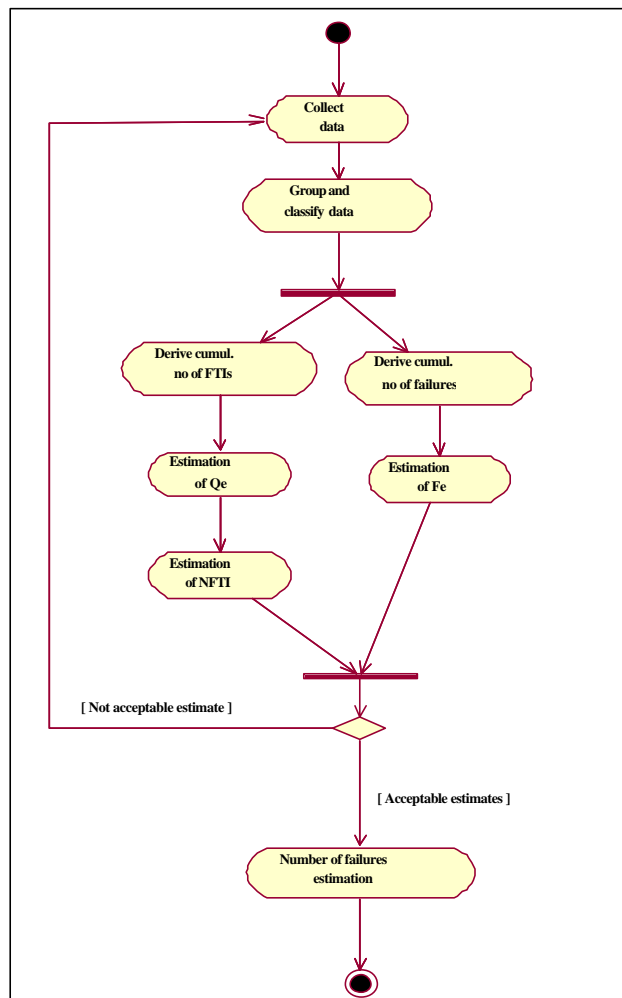 Collect
data
Group and
classify data
Derive cumul.
no of FTIs
Derive cumul.
no of failures
Estimation
of Qe
Estimation
of Fe
Estimation
of NFTI
[ Not acceptable estimate ]
[ Acceptable estimates ]
Number of failures
estimation